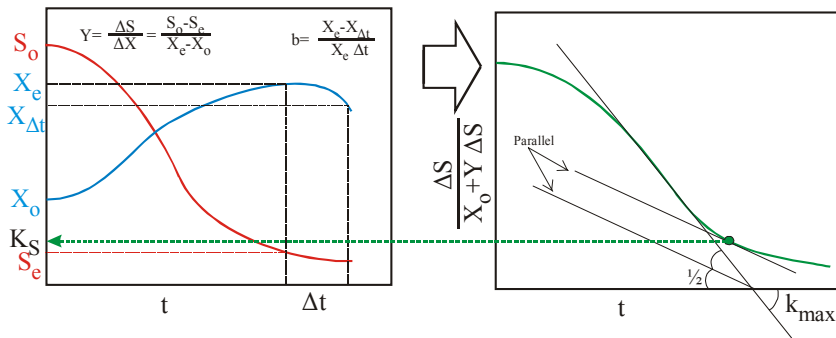 Y= ΔS/ΔX = S_o-S_e/X_e-X_o
b= X_e-X_Δt/X_e Δt
S_o
X_e
X_Δt
X_o
K_S
S_e
t
Δt
ΔS/X_o+Y ΔS
Parallel
½
t
k_max